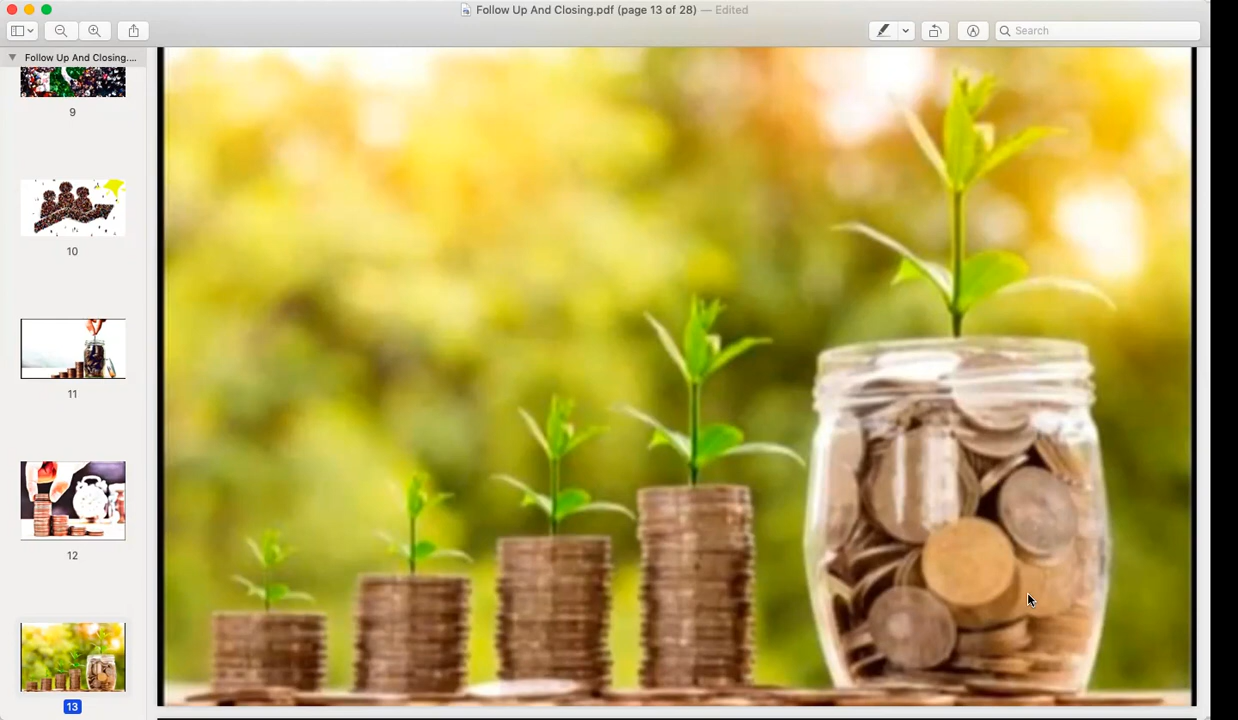 Follow Up And Closing.pdf (page 13 of 28) — Edited
Search
Follow Up And Closing....
9
10
11
12
13